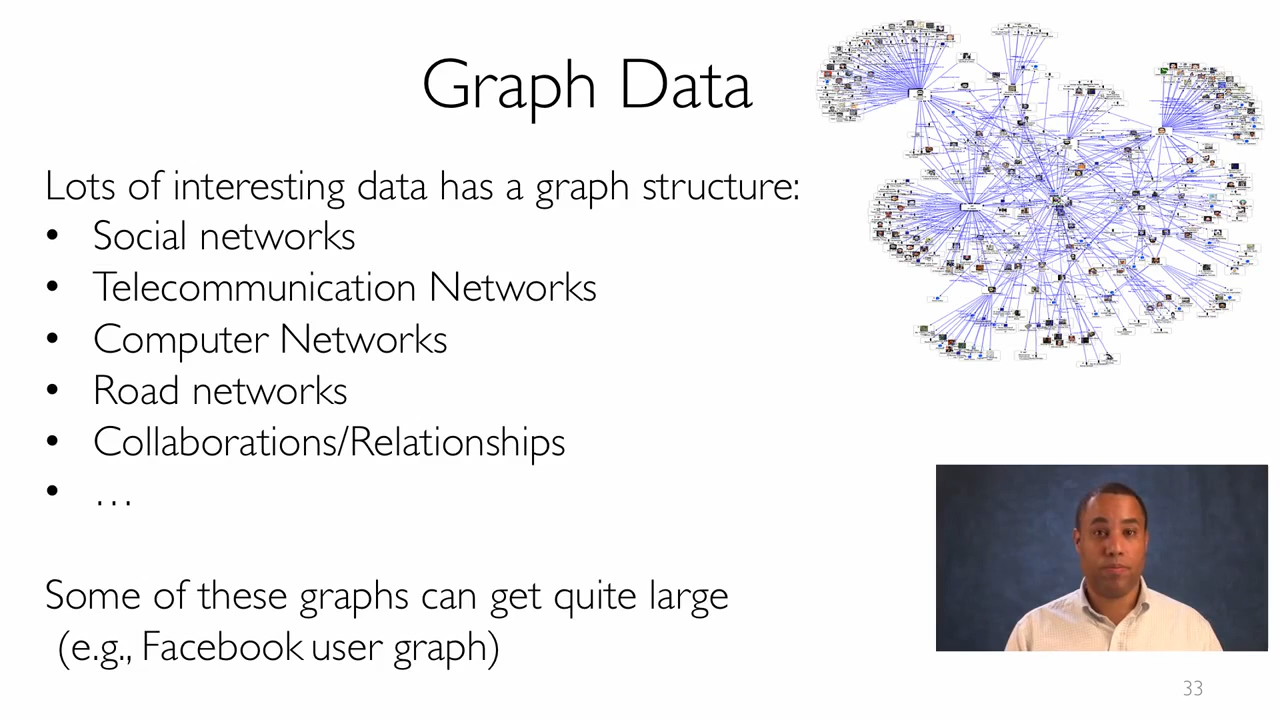 Graph Data
Lots of interesting data has a graph structure:
• Social networks
• Telecommunication Networks
• Computer Networks
• Road networks
• Collaborations/Relationships
• …
Some of these graphs can get quite large
(e.g., Facebook user graph)
33